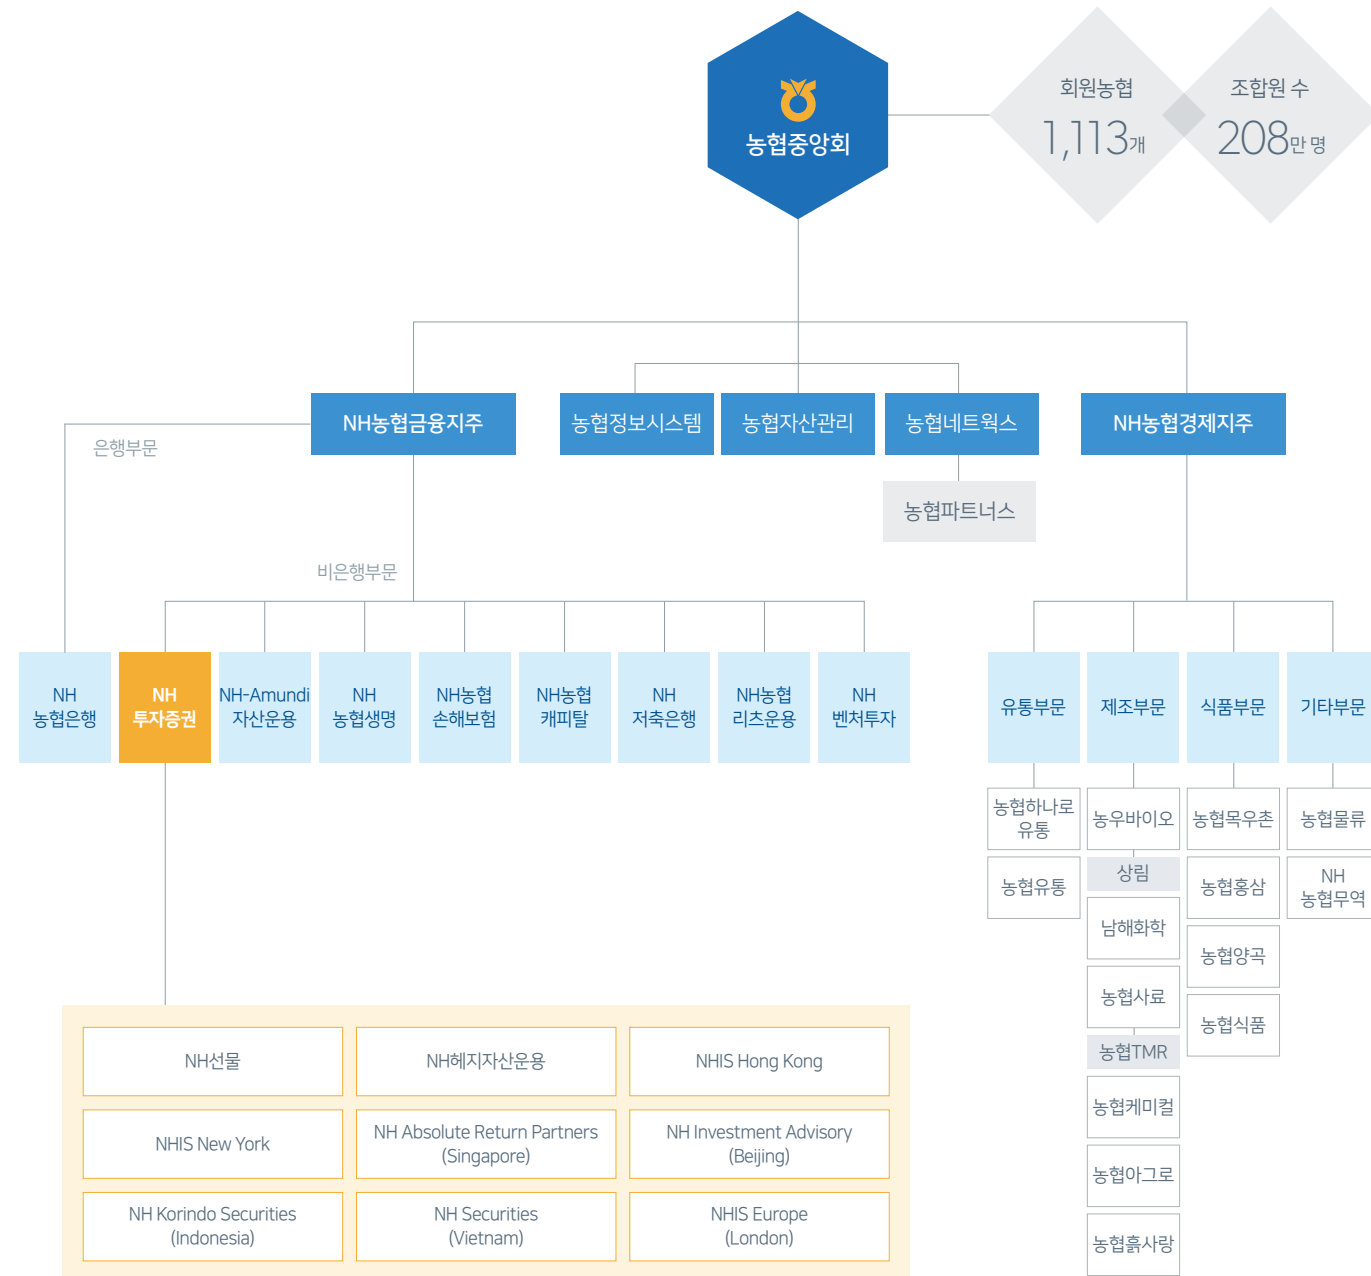 농협중앙회
회원농협
1,113개
조합원 수
208만 명
NH농협금융지주
농협정보시스템
농협자산관리
농협네트웍스
NH농협경제지주
은행부문
농협파트너스
비은행부문
NH
농협은행
NH
투자증권
NH-Amundi
자산운용
NH
농협생명
NH농협
손해보험
NH농협
캐피탈
NH
저축은행
NH농협
리츠운용
NH
벤처투자
유통부문
제조부문
식품부문
기타부문
농협하나로
유통
농협유통
농우바이오
상림
남해화학
농협사료
농협TMR
농협케미컬
농협아그로
농협흙사랑
농협목우촌
농협홍삼
농협양곡
농협식품
농협물류
NH
농협무역
NH선물
NH헤지자산운용
NHIS Hong Kong
NHIS New York
NH Absolute Return Partners
(Singapore)
NH Investment Advisory
(Beijing)
NH Korindo Securities
(Indonesia)
NH Securities
(Vietnam)
NHIS Europe
(London)